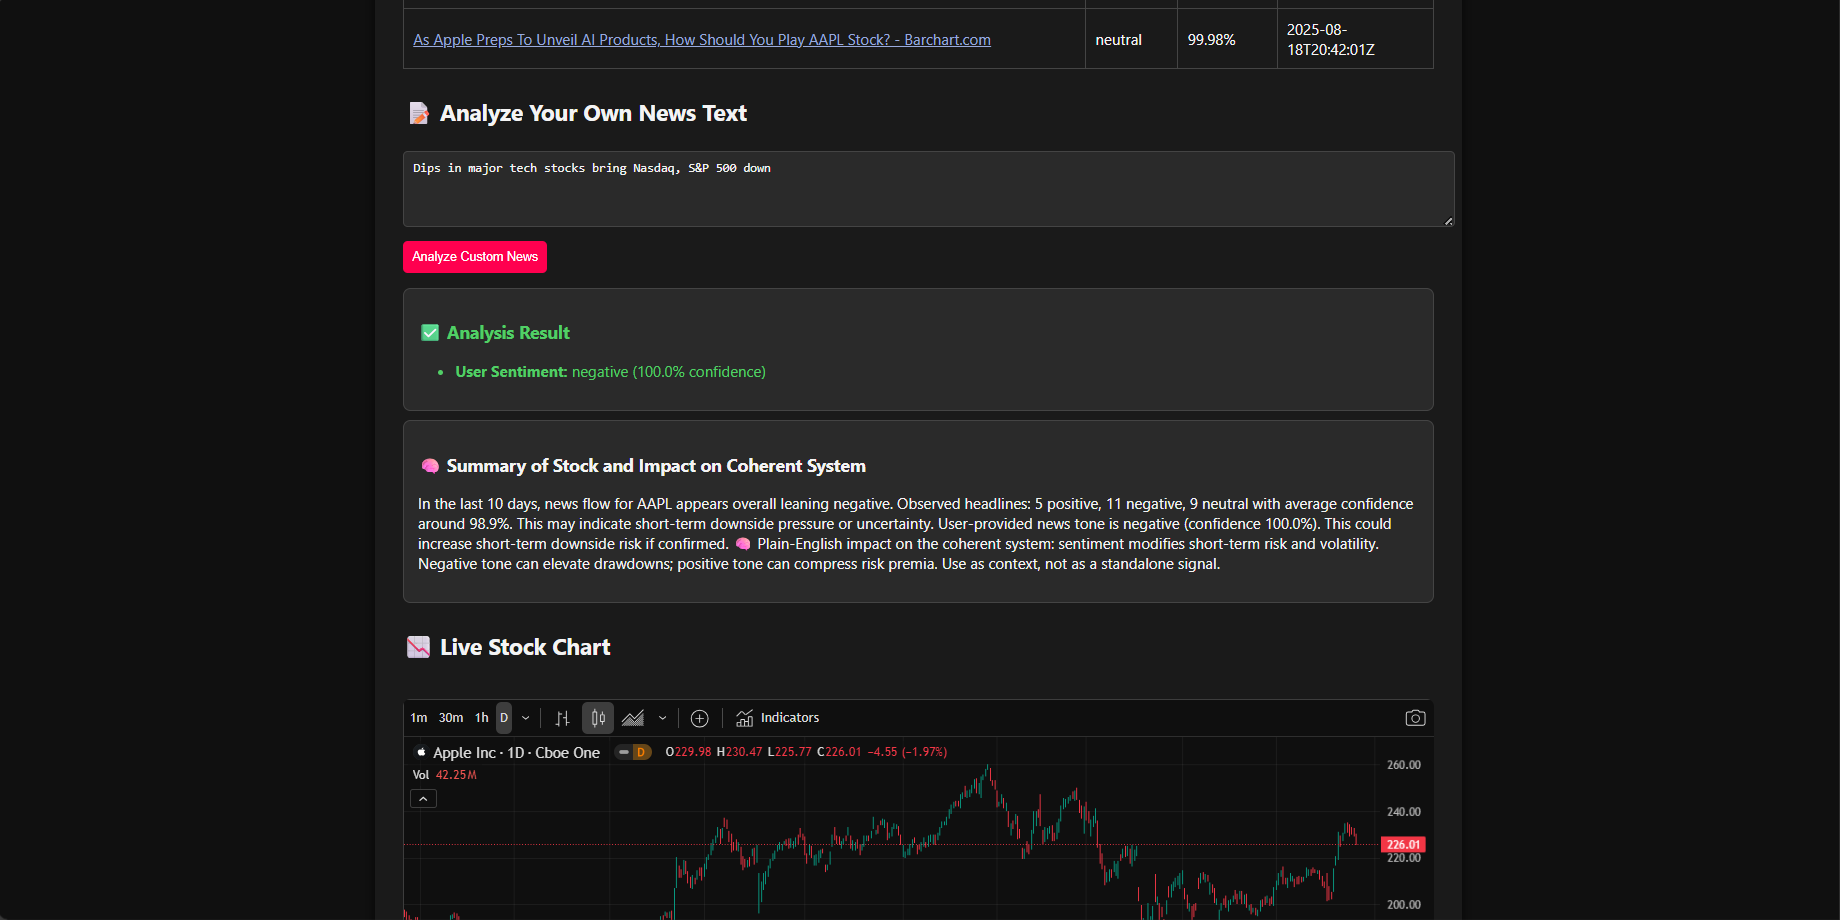 As Apple Preps To Unveil AI Products, How Should You Play AAPL Stock? - Barchart.com
neutral
99.98%
2025-08-
18T20:42:01Z
Analyze Your Own News Text
Dips in major tech stocks bring Nasdaq, S&P 500 down
Analyze Custom News
Analysis Result
• User Sentiment: negative (100.0% confidence)
Summary of Stock and Impact on Coherent System
In the last 10 days, news flow for AAPL appears overall leaning negative. Observed headlines: 5 positive, 11 negative, 9 neutral with average confidence
around 98.9%. This may indicate short-term downside pressure or uncertainty. User-provided news tone is negative (confidence 100.0%). This could
increase short-term downside risk if confirmed. 🧠 Plain-English impact on the coherent system: sentiment modifies short-term risk and volatility.
Negative tone can elevate drawdowns; positive tone can compress risk premia. Use as context, not as a standalone signal.
Live Stock Chart
1m 30m 1h D
Indicators
Apple Inc · 1D · Cboe One
D
O229.98 H230.47 L225.77 C226.01 −4.55 (−1.97%)
Vol 42.25M
260.00
240.00
226.01
220.00
200.00